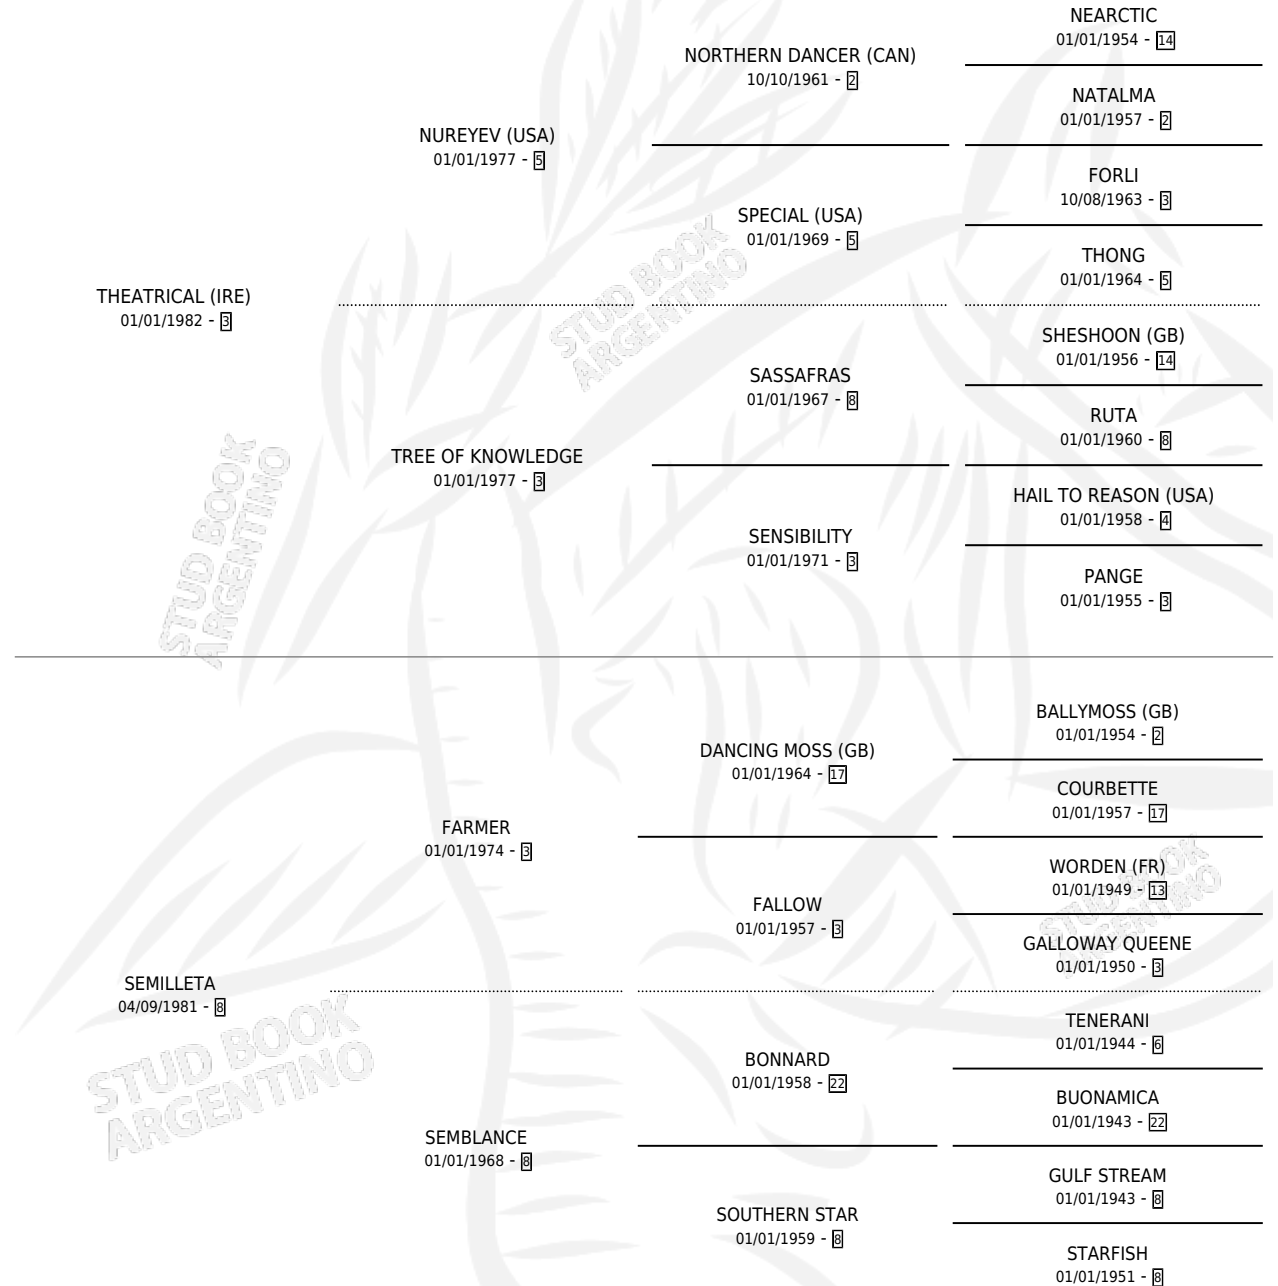 NEARCTIC
01/01/1954 - 14
NORTHERN DANCER (CAN)
10/10/1961 - 2
NATALMA
01/01/1957 - 2
NUREYEV (USA)
01/01/1977 - 5
FORLI
10/08/1963 - 3
SPECIAL (USA)
01/01/1969 - 5
THONG
01/01/1964 - 5
THEATRICAL (IRE)
01/01/1982 - 3
SHESHOON (GB)
01/01/1956 - 14
SASSAFRAS
01/01/1967 - 8
RUTA
01/01/1960 - 8
TREE OF KNOWLEDGE
01/01/1977 - 3
HAIL TO REASON (USA)
01/01/1958 - 4
SENSIBILITY
01/01/1971 - 3
PANGE
01/01/1955 - 3
BALLYMOSS (GB)
01/01/1954 - 2
DANCING MOSS (GB)
01/01/1964 - 17
COURBETTE
01/01/1957 - 17
FARMER
01/01/1974 - 3
WORDEN (FR)
01/01/1949 - 13
FALLOW
01/01/1957 - 3
GALLOWAY QUEENE
01/01/1950 - 3
SEMILLETA
04/09/1981 - 8
TENERANI
01/01/1944 - 6
BONNARD
01/01/1958 - 22
BUONAMICA
01/01/1943 - 22
SEMBLANCE
01/01/1968 - 8
GULF STREAM
01/01/1943 - 8
SOUTHERN STAR
01/01/1959 - 8
STARFISH
01/01/1951 - 8
STUD BOOK
ARGENTINO
STUD BOOK
ARGENTINO
STUD BOOK
ARGENTINO
STUD BOOK
ARGENTINO